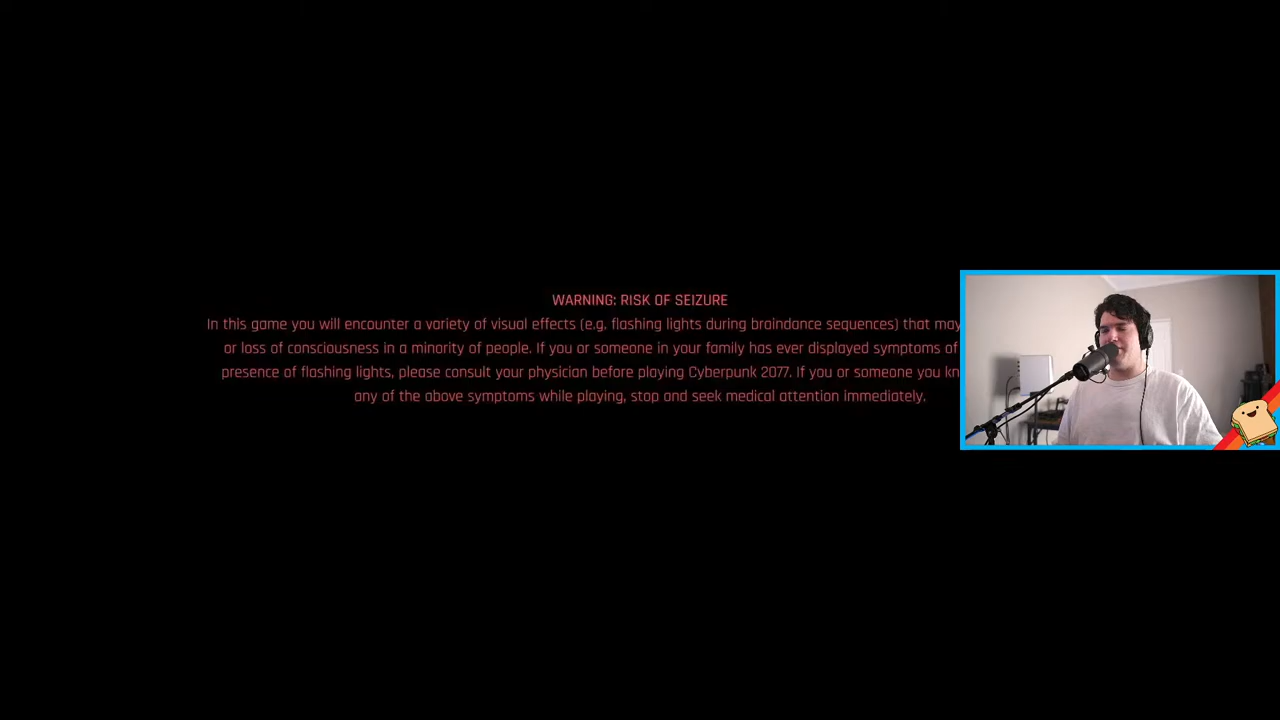 WARNING: RISK OF SEIZURE
In this game you will encounter a variety of visual effects (e.g. flashing lights during braindance sequences) that may
or loss of consciousness in a minority of people. If you or someone in your family has ever displayed symptoms of
presence of flashing lights, please consult your physician before playing Cyberpunk 2077. If you or someone you
any of the above symptoms while playing, stop and seek medical attention immediately.